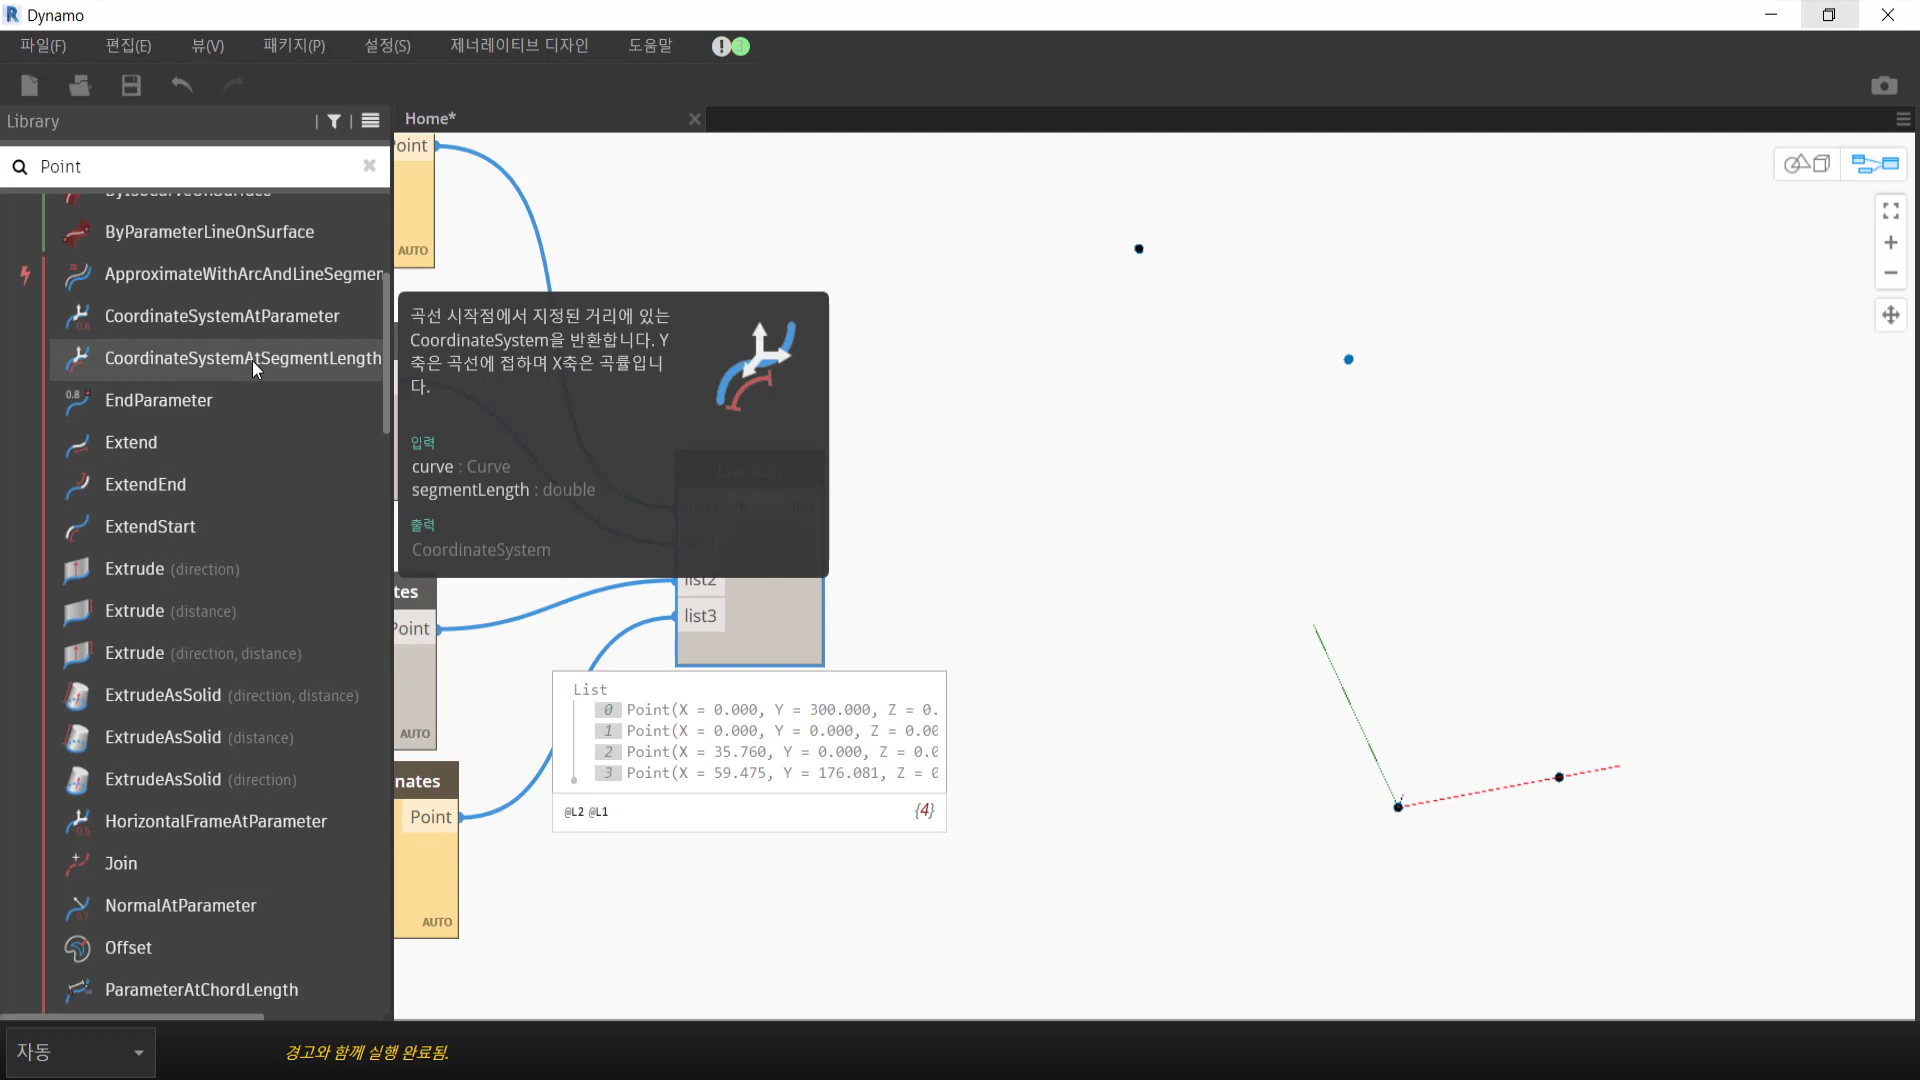 Dynamo
파일(F) 편집(E) 뷰(V) 패키지(P) 설정(S) 제너레이티브 디자인 도움말
Library
Home*
Point
ByParameterLineOnSurface
ApproximateWithArcAndLineSegmen
CoordinateSystemAtParameter
CoordinateSystemAtSegmentLength
EndParameter
Extend
ExtendEnd
ExtendStart
Extrude (direction)
Extrude (distance)
Extrude (direction, distance)
ExtrudeAsSolid (direction, distance)
ExtrudeAsSolid (distance)
ExtrudeAsSolid (direction)
HorizontalFrameAtParameter
Join
NormalAtParameter
Offset
ParameterAtChordLength
Point
AUTO
곡선 시작점에서 지정된 거리에 있는
CoordinateSystem을 반환합니다. Y
축은 곡선에 접하며 X축은 곡률입니
다.
입력
curve : Curve
segmentLength : double
출력
CoordinateSystem
list2
list3
tes
Point
AUTO
nates
Point
AUTO
List
0 Point(X = 0.000, Y = 300.000, Z = 0.
1 Point(X = 0.000, Y = 0.000, Z = 0.00
2 Point(X = 35.760, Y = 0.000, Z = 0.0
3 Point(X = 59.475, Y = 176.081, Z = 0
@L2 @L1 {4}
자동
경고와 함께 실행 완료됨.